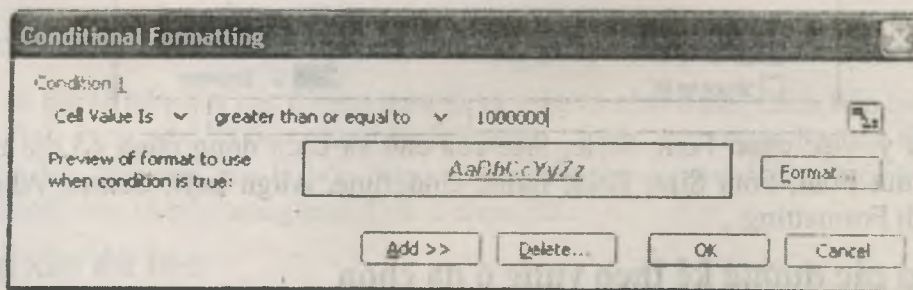 Conditional Formatting
Condition 1
Cell Value Is greater than or equal to 1000000
Preview of format to use
when condition is true:
AaBbCcYyZz
Format...
Add >> Delete... OK Cancel
h Formatting